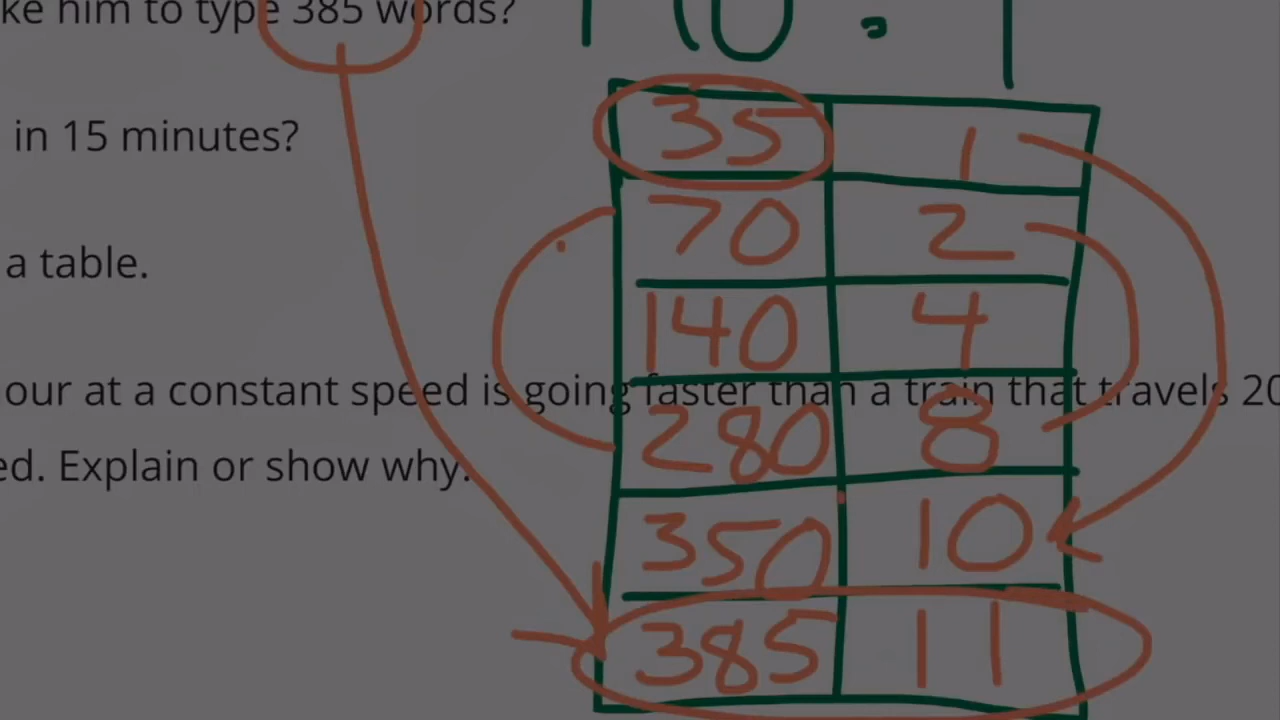 ke him to type 385 words?
in 15 minutes?
a table.
our at a constant speed is going faster than a train that travels 20
ed. Explain or show why.
35 1
70 2
140 4
280 8
350 10
385 11